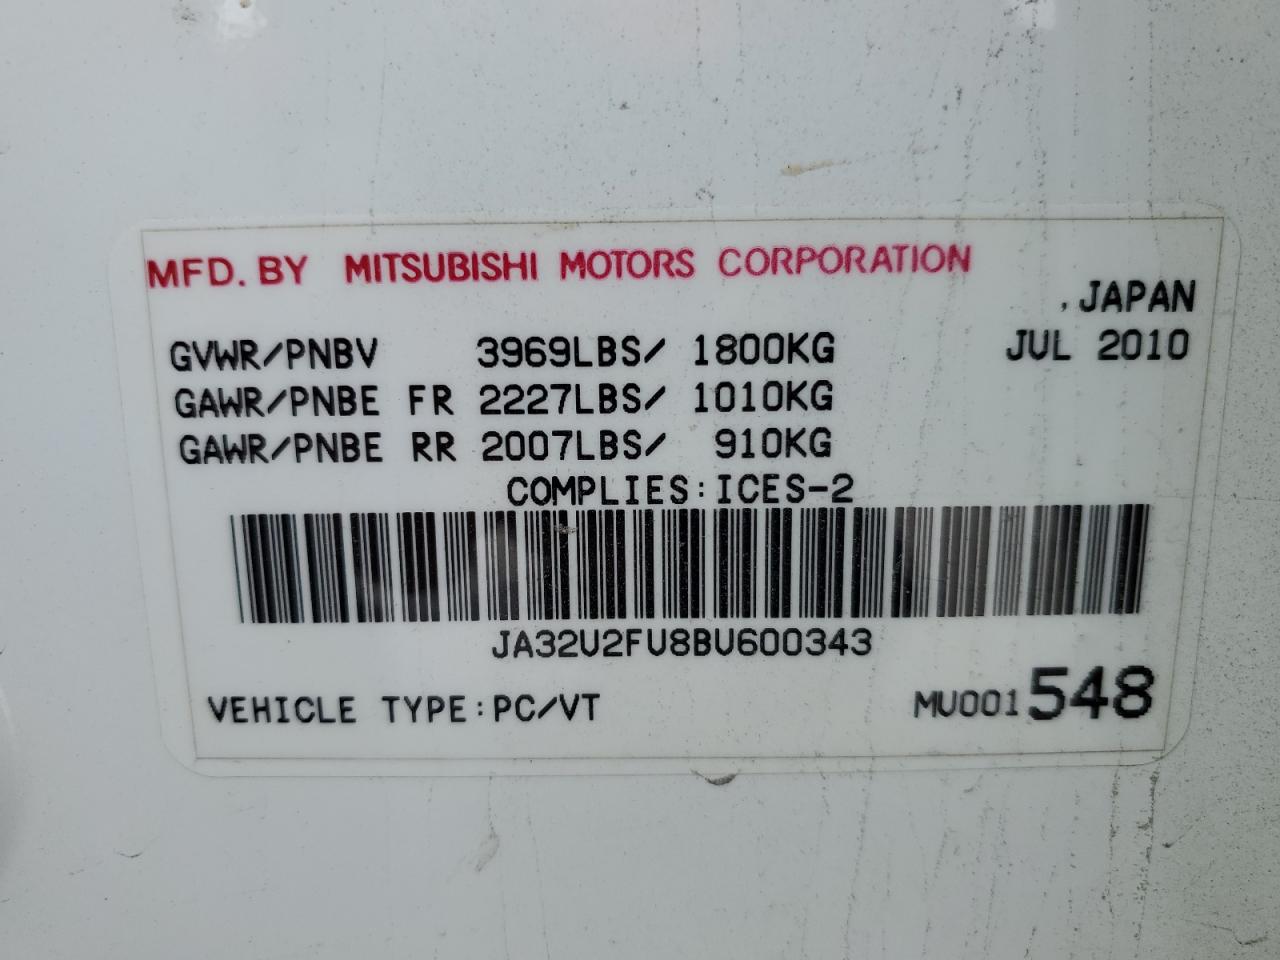 MFD. BY MITSUBISHI MOTORS CORPORATION
, JAPAN
GVWR/PNBV 3969LBS/ 1800KG JUL 2010
GAWR/PNBE FR 2227LBS/ 1010KG
GAWR/PNBE RR 2007LBS/ 910KG
COMPLIES:ICES-2
JA32U2FU8BU600343
VEHICLE TYPE:PC/VT MU001548